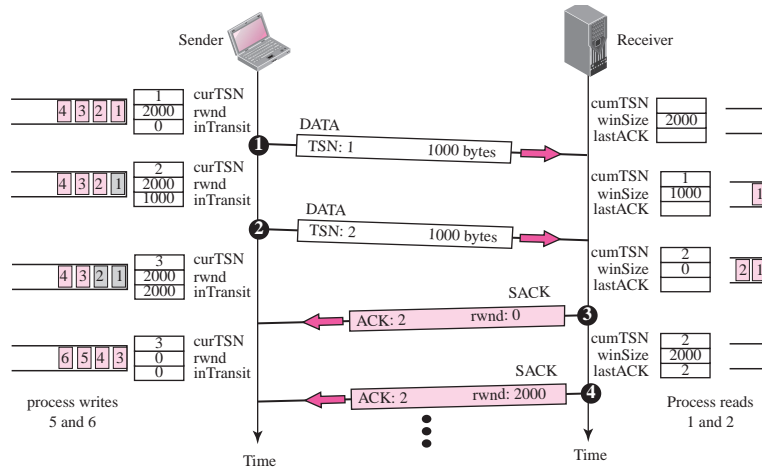 Sender
Receiver
4 3 2 1
1 curTSN
2000 rwnd
0 inTransit
cumTSN
winSize 2000
lastACK
1
DATA
TSN: 1 1000 bytes
4 3 2 1
2 curTSN
2000 rwnd
1000 inTransit
cumTSN 1
winSize 1000
lastACK
1
2
DATA
TSN: 2 1000 bytes
4 3 2 1
3 curTSN
2000 rwnd
2000 inTransit
cumTSN 2
winSize 0
lastACK
2 1
SACK
ACK: 2 rwnd: 0
3
6 5 4 3
3 curTSN
0 rwnd
0 inTransit
cumTSN 2
winSize 2000
lastACK 2
SACK
ACK: 2 rwnd: 2000
4
process writes
5 and 6
Process reads
1 and 2
Time
Time